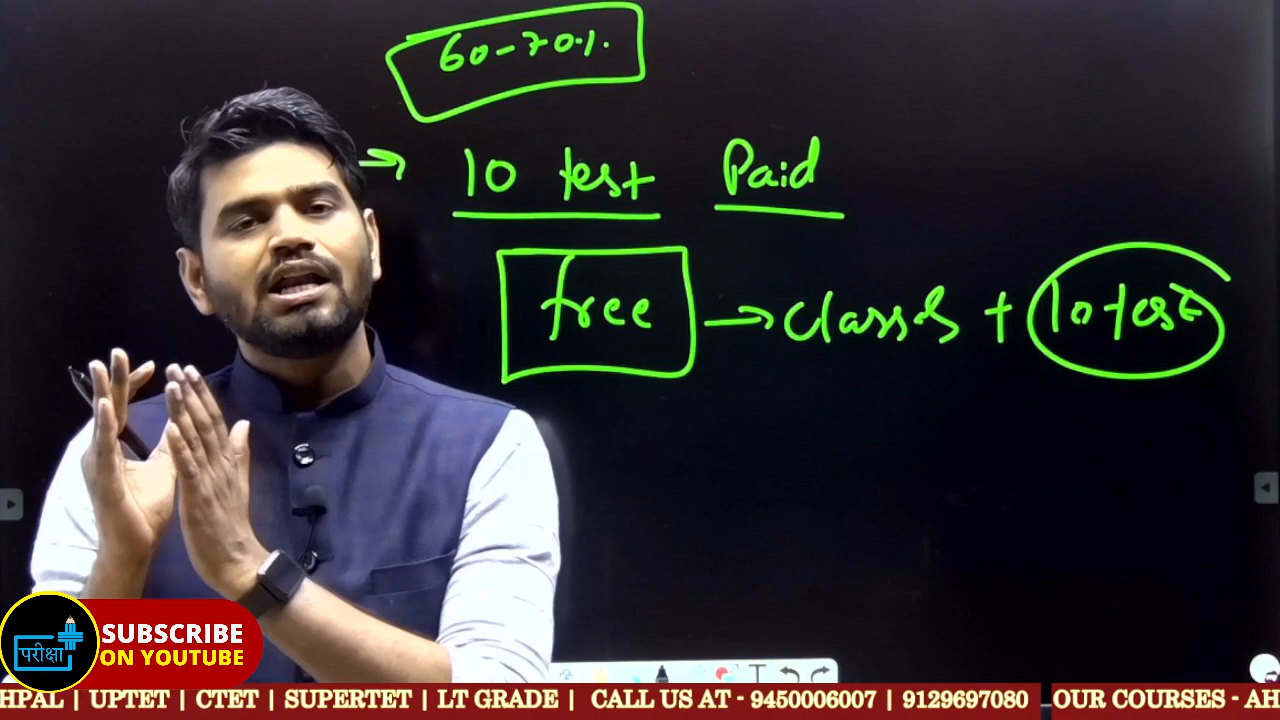 60-70%.
→ 10 test Paid
free → classes + 10 test
परीक्षा
SUBSCRIBE
ON YOUTUBE
HPAL | UPTET | CTET | SUPERTET | LT GRADE | CALL US AT - 9450006007 | 9129697080 OUR COURSES - AH